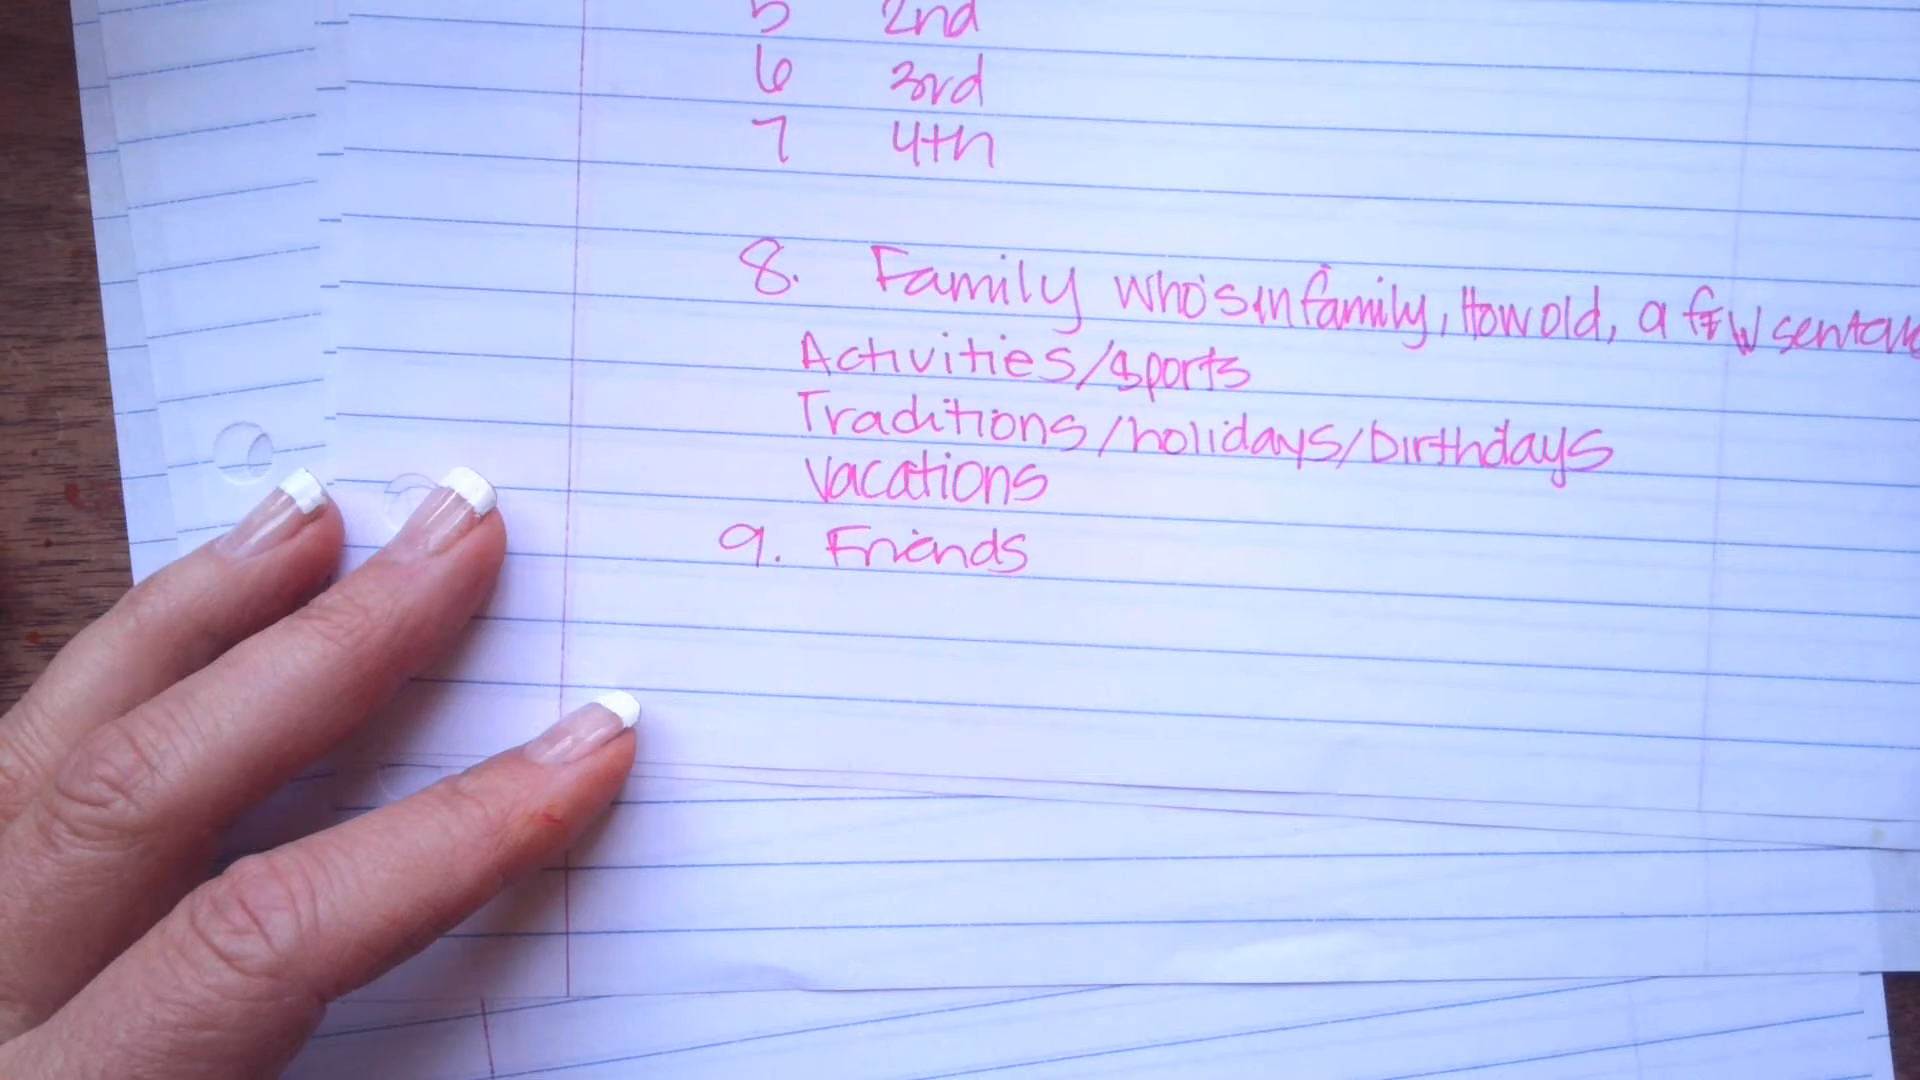 5 2nd
6 3rd
7 4th
8. Family who's in family, How old, a few
Activities/sports
Traditions/holidays/birthdays
Vacations
9. Friends